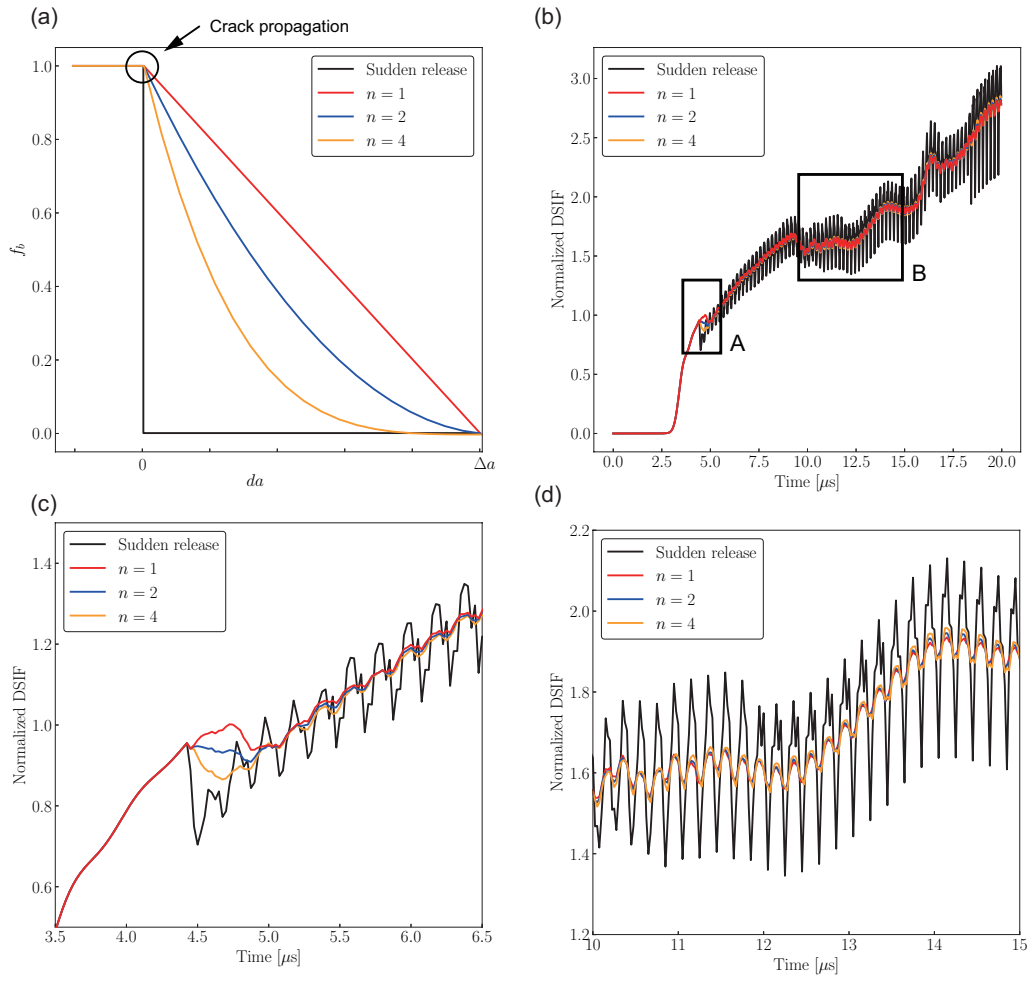 (a)
Crack propagation
1.0
0.8
0.6
0.4
0.2
0.0
f_b
0
Δa
da
Sudden release
n = 1
n = 2
n = 4
(b)
3.0
2.5
2.0
1.5
1.0
0.5
0.0
Normalized DSIF
Sudden release
n = 1
n = 2
n = 4
A
B
0.0 2.5 5.0 7.5 10.0 12.5 15.0 17.5 20.0
Time [μs]
(c)
1.4
1.2
1.0
0.8
0.6
Normalized DSIF
Sudden release
n = 1
n = 2
n = 4
3.5 4.0 4.5 5.0 5.5 6.0 6.5
Time [μs]
(d)
2.2
2.0
1.8
1.6
1.4
1.2
Normalized DSIF
Sudden release
n = 1
n = 2
n = 4
10 11 12 13 14 15
Time [μs]